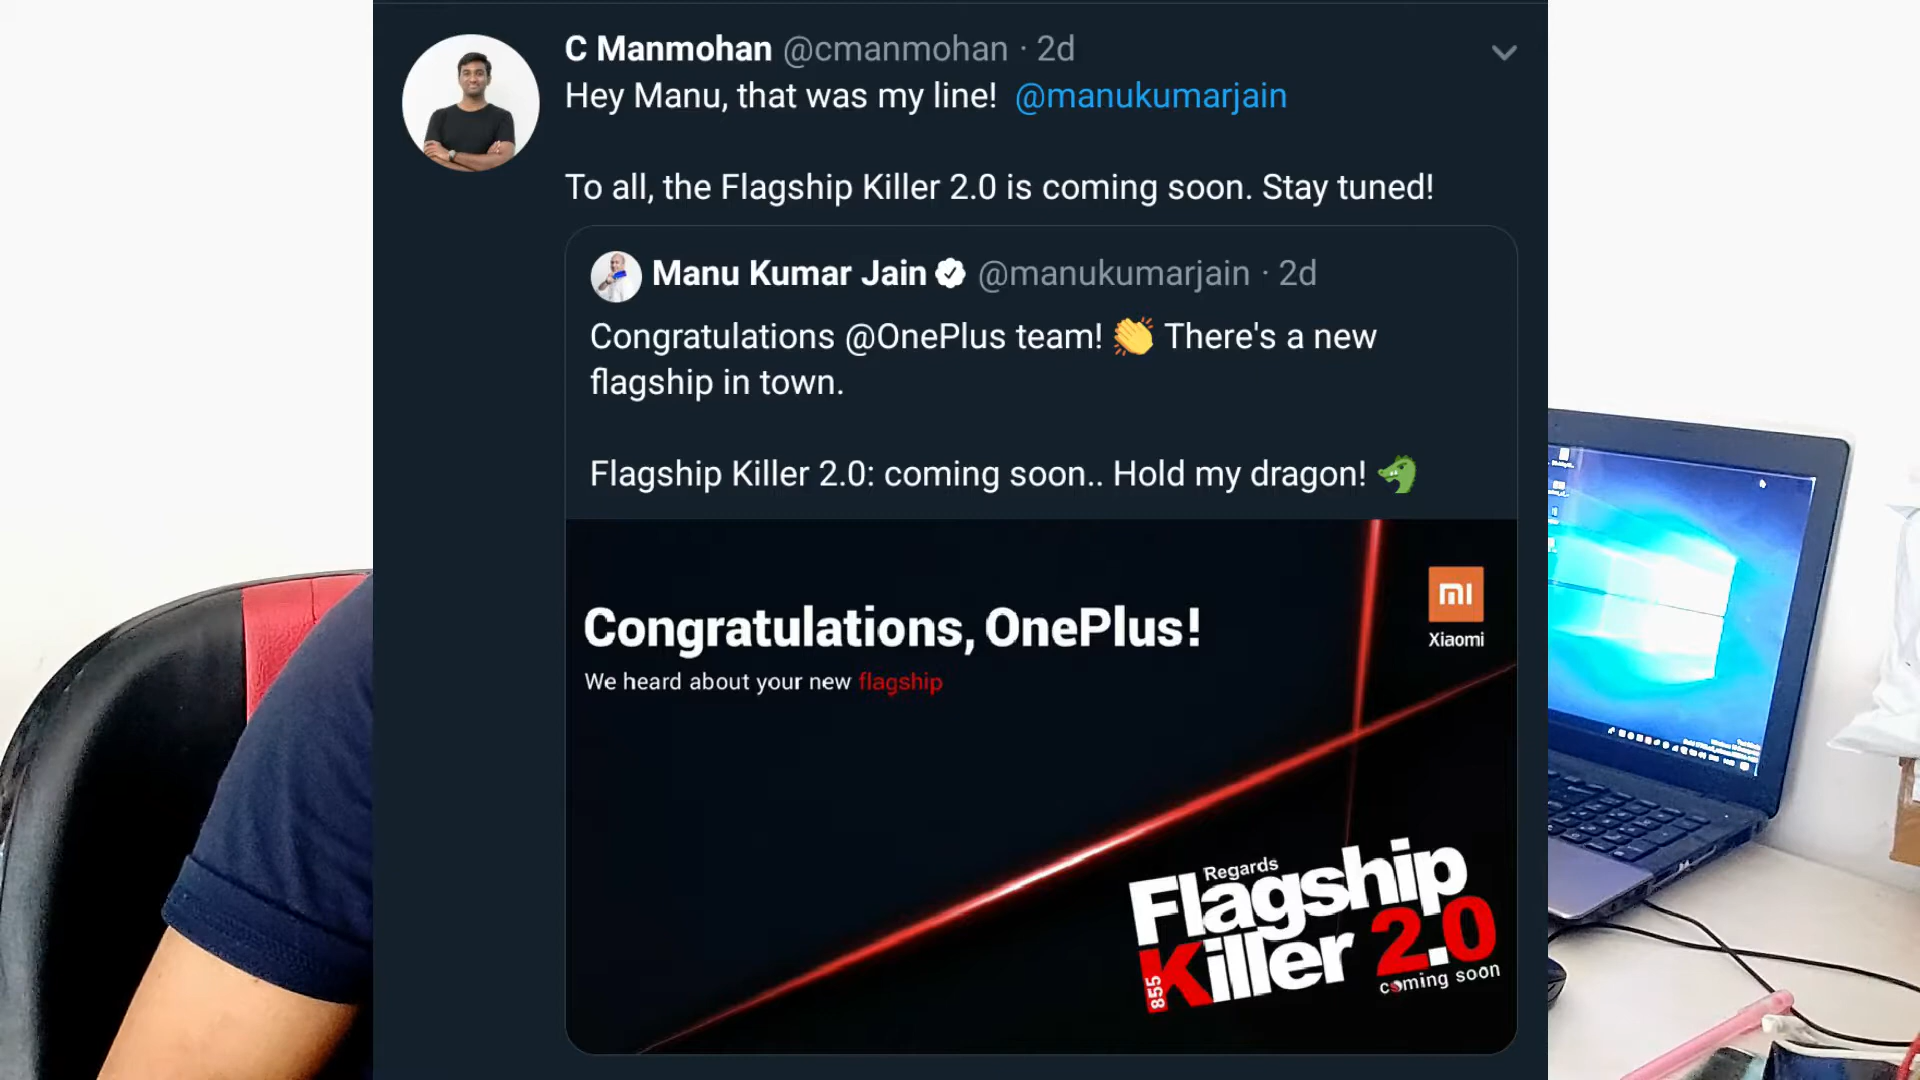 C Manmohan @cmanmohan · 2d
Hey Manu, that was my line! @manukumarjain
To all, the Flagship Killer 2.0 is coming soon. Stay tuned!
Manu Kumar Jain @manukumarjain · 2d
Congratulations @OnePlus team! 👏 There's a new
flagship in town.
Flagship Killer 2.0: coming soon.. Hold my dragon! 🐲
mi
Xiaomi
Congratulations, OnePlus!
We heard about your new flagship
Regards
Flagship
Killer 2.0
855
coming soon